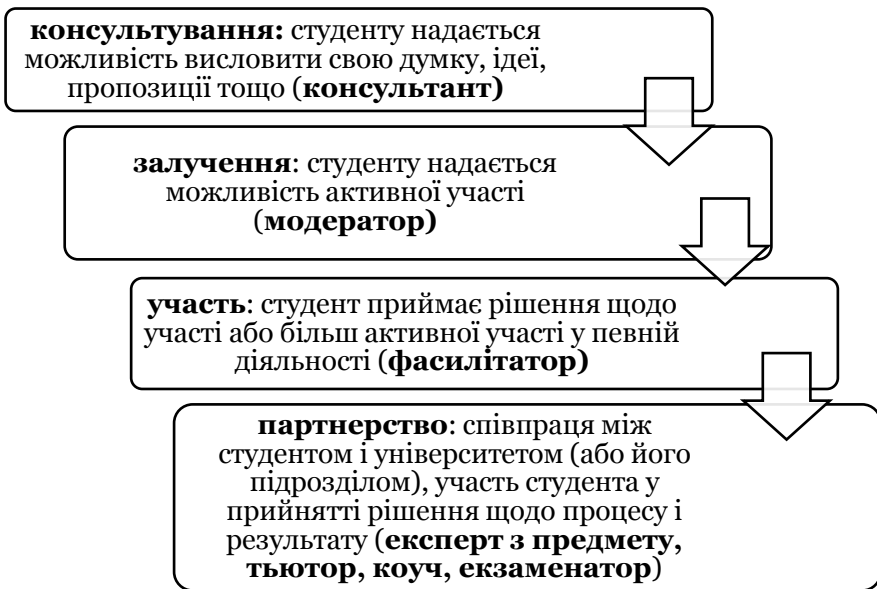 консультування: студенту надається
можливість висловити свою думку, ідеї,
пропозиції тощо (консультант)
залучення: студенту надається
можливість активної участі
(модератор)
участь: студент приймає рішення щодо
участі або більш активної участі у певній
діяльності (фасилітатор)
партнерство: співпраця між
студентом і університетом (або його
підрозділом), участь студента у
прийнятті рішення щодо процесу і
результату (експерт з предмету,
тьютор, коуч, екзаменатор)